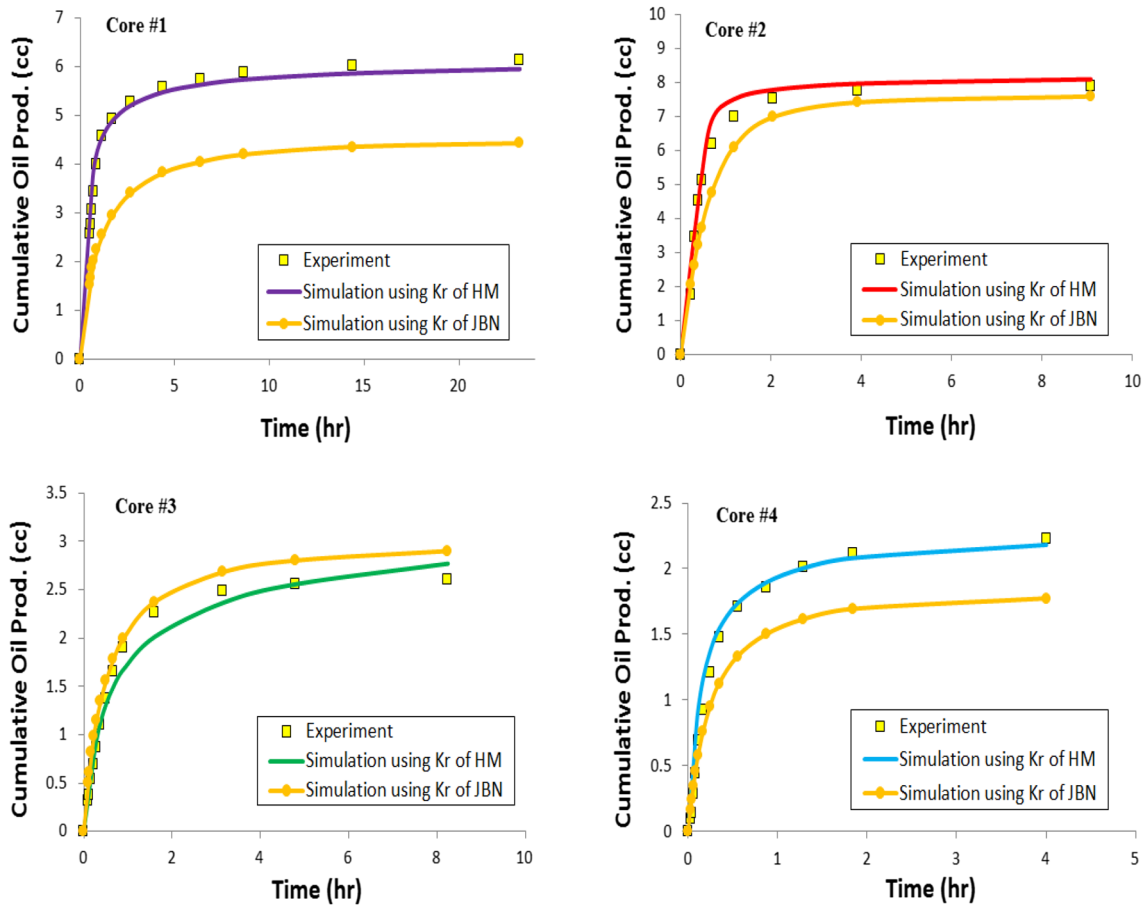 Core #1
Cumulative Oil Prod. (cc)
7
6
5
4
3
2
1
0
Experiment
Simulation using Kr of HM
Simulation using Kr of JBN
0 5 10 15 20
Time (hr)
Core #2
Cumulative Oil Prod. (cc)
10
9
8
7
6
5
4
3
2
1
0
Experiment
Simulation using Kr of HM
Simulation using Kr of JBN
0 2 4 6 8 10
Time (hr)
Core #3
Cumulative Oil Prod. (cc)
3.5
3
2.5
2
1.5
1
0.5
0
Experiment
Simulation using Kr of HM
Simulation using Kr of JBN
0 2 4 6 8 10
Time (hr)
Core #4
Cumulative Oil Prod. (cc)
2.5
2
1.5
1
0.5
0
Experiment
Simulation using Kr of HM
Simulation using Kr of JBN
0 1 2 3 4 5
Time (hr)